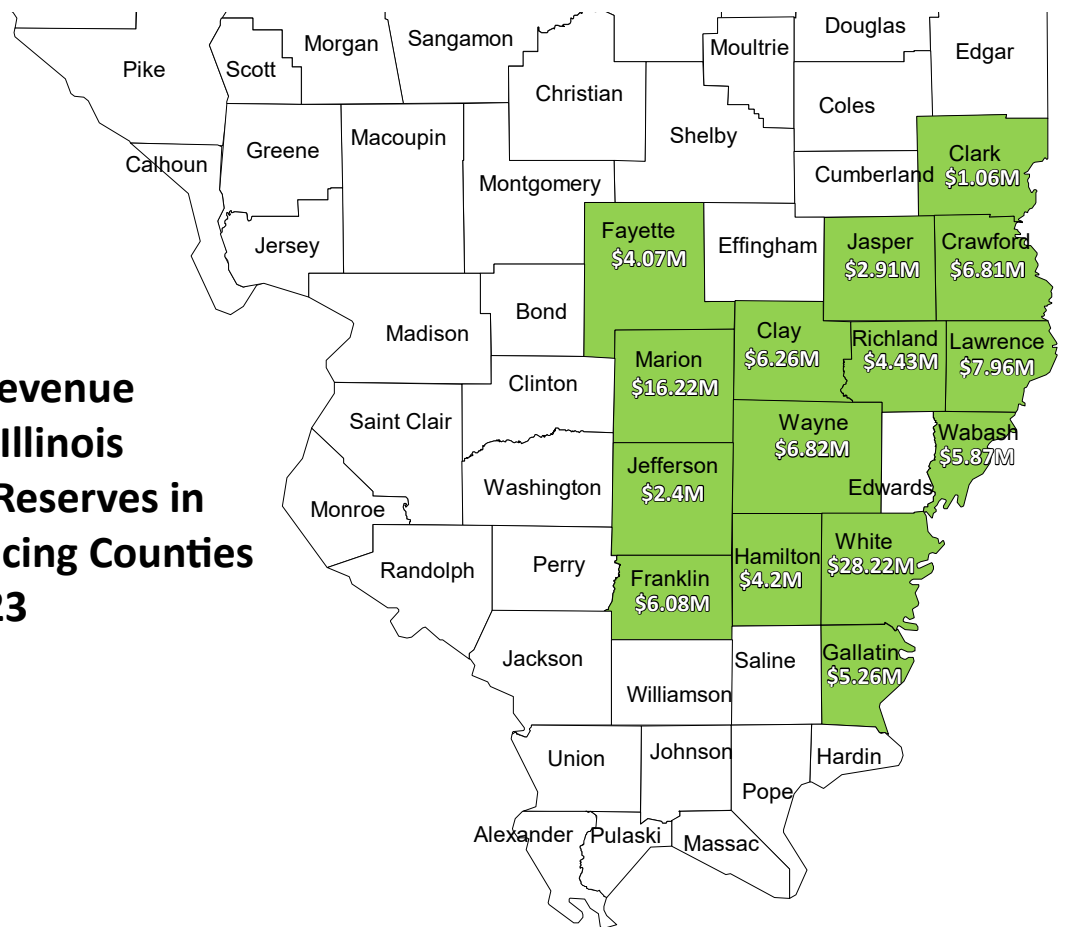 Douglas
Morgan
Sangamon
Moultrie
Edgar
Pike
Scott
Christian
Coles
Shelby
Macoupin
Greene
Clark
$1.06M
Calhoun
Cumberland
Montgomery
Fayette
$4.07M
Effingham
Jasper
$2.91M
Crawford
$6.81M
Jersey
Bond
Madison
Clay
$6.26M
Richland
$4.43M
Lawrence
$7.96M
Marion
$16.22M
Clinton
Saint Clair
Wayne
$6.82M
Wabash
$5.87M
Jefferson
$2.4M
Washington
Edwards
Monroe
Hamilton
$4.2M
White
$28.22M
Randolph
Perry
Franklin
$6.08M
Jackson
Saline
Gallatin
$5.26M
Williamson
Union
Johnson
Hardin
Pope
Alexander
Pulaski
Massac
evenue
Illinois
Reserves in
cing Counties
23